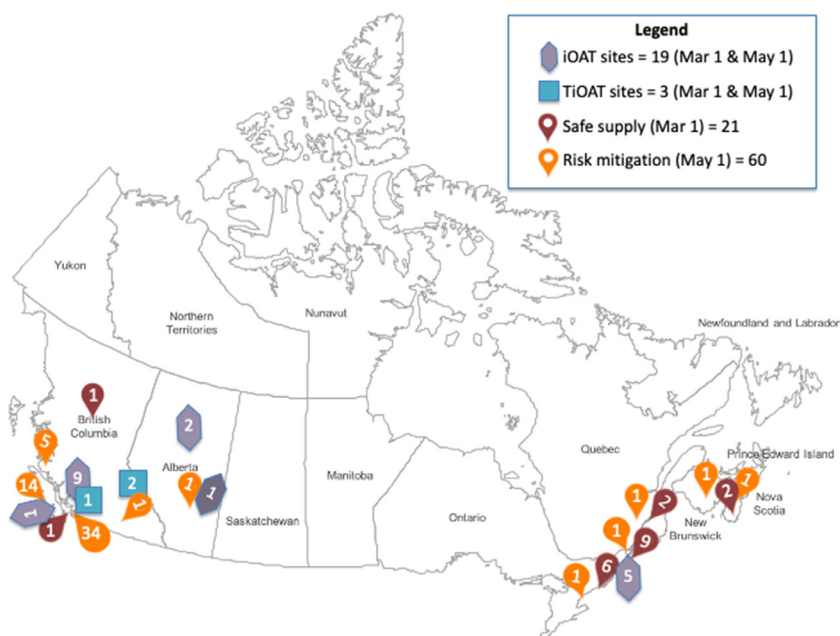 Legend
iOAT sites = 19 (Mar 1 & May 1)
TiOAT sites = 3 (Mar 1 & May 1)
Safe supply (Mar 1) = 21
Risk mitigation (May 1) = 60
Yukon
Northern
Territories
Nunavut
Newfoundland and Labrador
1
British
Columbia
2
5
Alberta
Quebec
Prince Edward Island
Manitoba
9
14
1
2
1
1
1
Saskatchewan
Ontario
1
2
1
1
2
1
Nova
Scotia
New
Brunswick
1
1
34
1
9
6
1
5